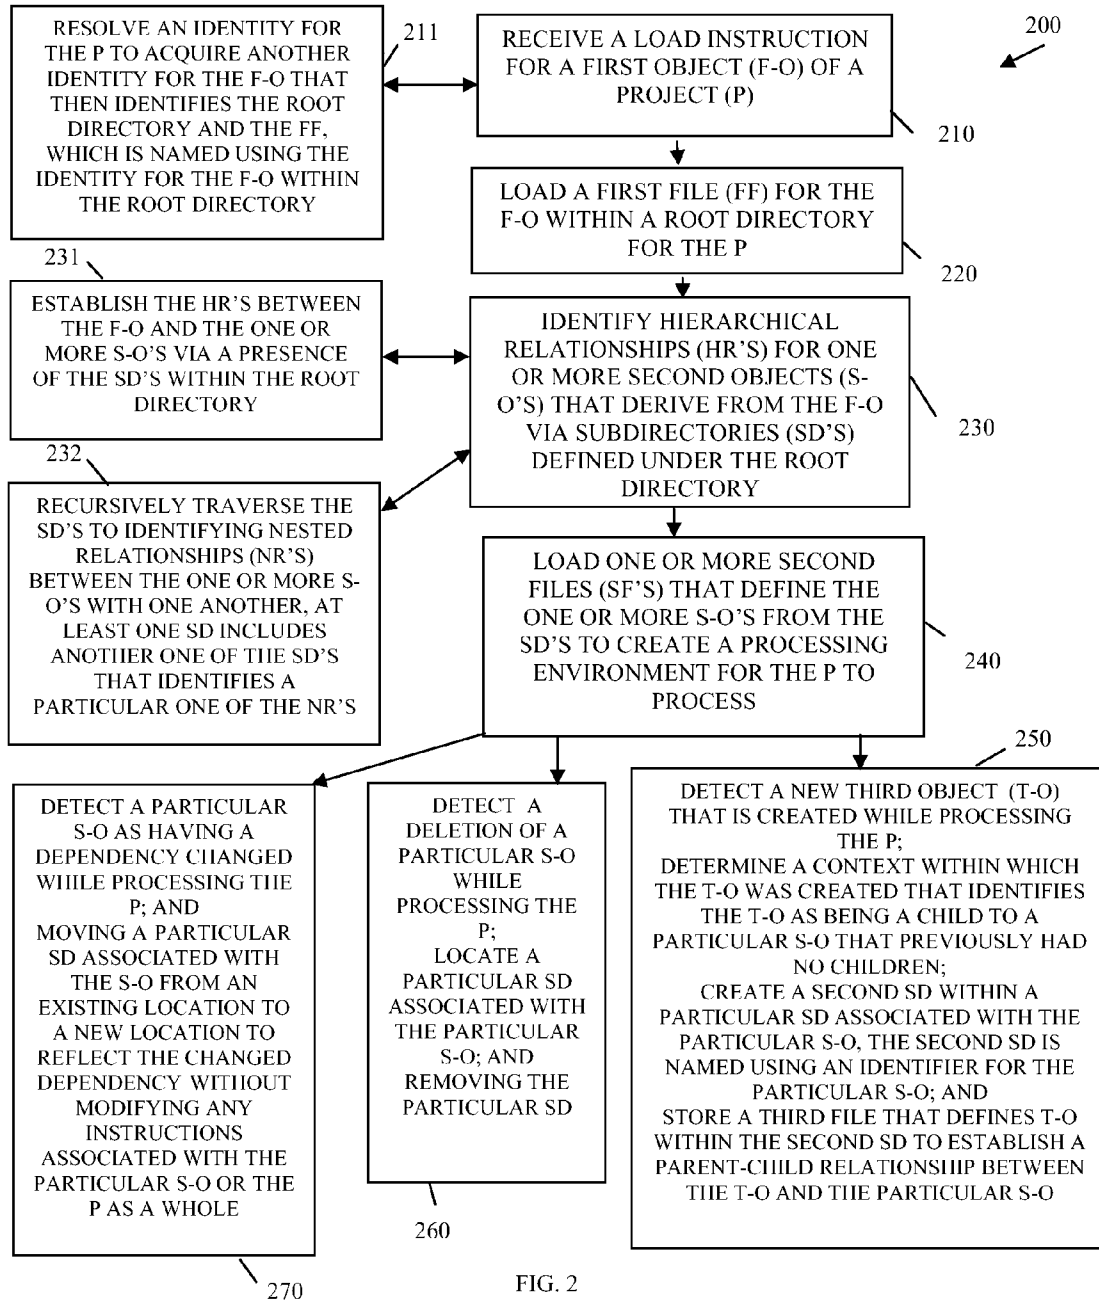 200
RECEIVE A LOAD INSTRUCTION
FOR A FIRST OBJECT (F-O) OF A
PROJECT (P)
210
RESOLVE AN IDENTITY FOR
THE P TO ACQUIRE ANOTHER
IDENTITY FOR THE F-O THAT
THEN IDENTIFIES THE ROOT
DIRECTORY AND THE FF,
WHICH IS NAMED USING THE
IDENTITY FOR THE F-O WITHIN
THE ROOT DIRECTORY
211
LOAD A FIRST FILE (FF) FOR THE
F-O WITHIN A ROOT DIRECTORY
FOR THE P
220
231
ESTABLISH THE HR'S BETWEEN
THE F-O AND THE ONE OR
MORE S-O'S VIA A PRESENCE
OF THE SD'S WITHIN THE ROOT
DIRECTORY
IDENTIFY HIERARCHICAL
RELATIONSHIPS (HR'S) FOR ONE
OR MORE SECOND OBJECTS (S-
O'S) THAT DERIVE FROM THE F-O
VIA SUBDIRECTORIES (SD'S)
DEFINED UNDER THE ROOT
DIRECTORY
230
232
RECURSIVELY TRAVERSE THE
SD'S TO IDENTIFYING NESTED
RELATIONSHIPS (NR'S)
BETWEEN THE ONE OR MORE S-
O'S WITH ONE ANOTHER, AT
LEAST ONE SD INCLUDES
ANOTHER ONE OF THE SD'S
THAT IDENTIFIES A
PARTICULAR ONE OF THE NR'S
LOAD ONE OR MORE SECOND
FILES (SF'S) THAT DEFINE THE
ONE OR MORE S-O'S FROM THE
SD'S TO CREATE A PROCESSING
ENVIRONMENT FOR THE P TO
PROCESS
240
DETECT A PARTICULAR
S-O AS HAVING A
DEPENDENCY CHANGED
WHILE PROCESSING THE
P; AND
MOVING A PARTICULAR
SD ASSOCIATED WITH
THE S-O FROM AN
EXISTING LOCATION TO
A NEW LOCATION TO
REFLECT THE CHANGED
DEPENDENCY WITHOUT
MODIFYING ANY
INSTRUCTIONS
ASSOCIATED WITH THE
PARTICULAR S-O OR THE
P AS A WHOLE
270
DETECT A
DELETION OF A
PARTICULAR S-O
WHILE
PROCESSING THE
P;
LOCATE A
PARTICULAR SD
ASSOCIATED WITH
THE PARTICULAR
S-O; AND
REMOVING THE
PARTICULAR SD
260
250
DETECT A NEW THIRD OBJECT (T-O)
THAT IS CREATED WHILE PROCESSING
THE P;
DETERMINE A CONTEXT WITHIN WHICH
THE T-O WAS CREATED THAT IDENTIFIES
THE T-O AS BEING A CHILD TO A
PARTICULAR S-O THAT PREVIOUSLY HAD
NO CHILDREN;
CREATE A SECOND SD WITHIN A
PARTICULAR SD ASSOCIATED WITH THE
PARTICULAR S-O, THE SECOND SD IS
NAMED USING AN IDENTIFIER FOR THE
PARTICULAR S-O; AND
STORE A THIRD FILE THAT DEFINES T-O
WITHIN THE SECOND SD TO ESTABLISH A
PARENT-CHILD RELATIONSHIP BETWEEN
THE T-O AND THE PARTICULAR S-O
FIG. 2